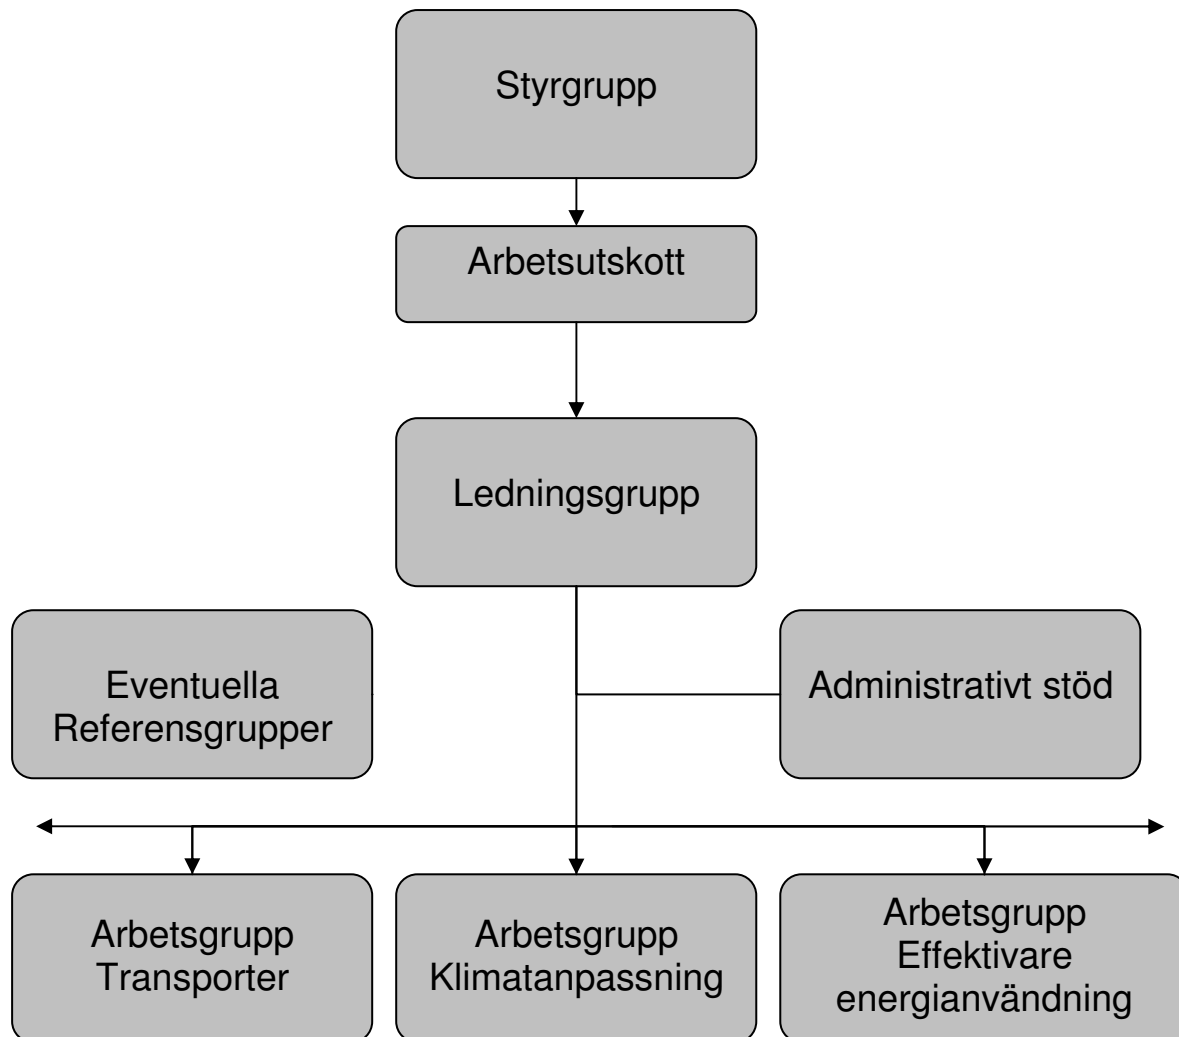 Styrgrupp
Arbetsutskott
Ledningsgrupp
Eventuella
Referensgrupper
Administrativt stöd
Arbetsgrupp
Transporter
Arbetsgrupp
Klimatanpassning
Arbetsgrupp
Effektivare
energianvändning